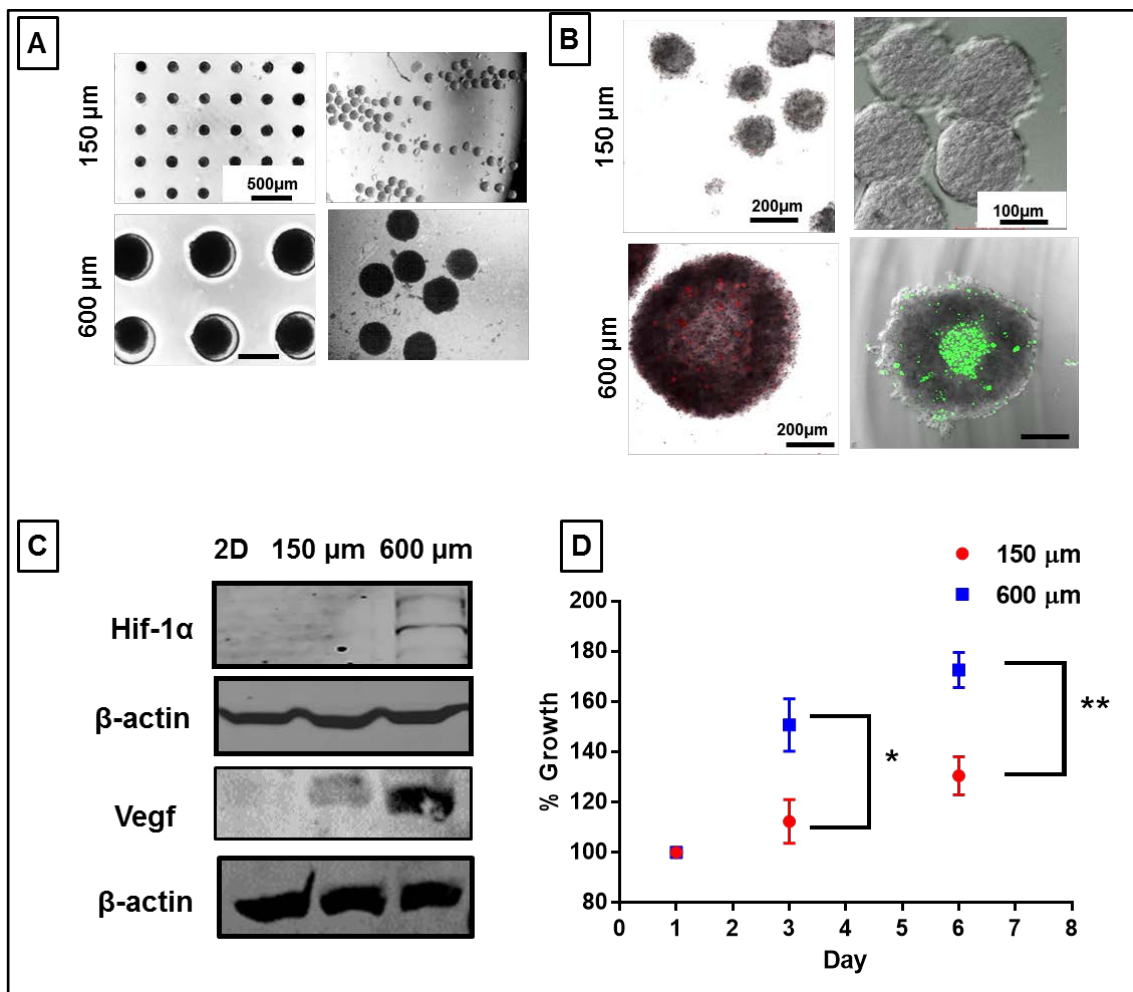 A
150 µm
500µm
600 µm
B
150 µm
200µm
100µm
600 µm
200µm
C
2D 150 µm 600 µm
Hif-1α
β-actin
Vegf
β-actin
D
150 µm
600 µm
200
180
160
140
120
100
80
% Growth
*
**
0 1 2 3 4 5 6 7 8
Day